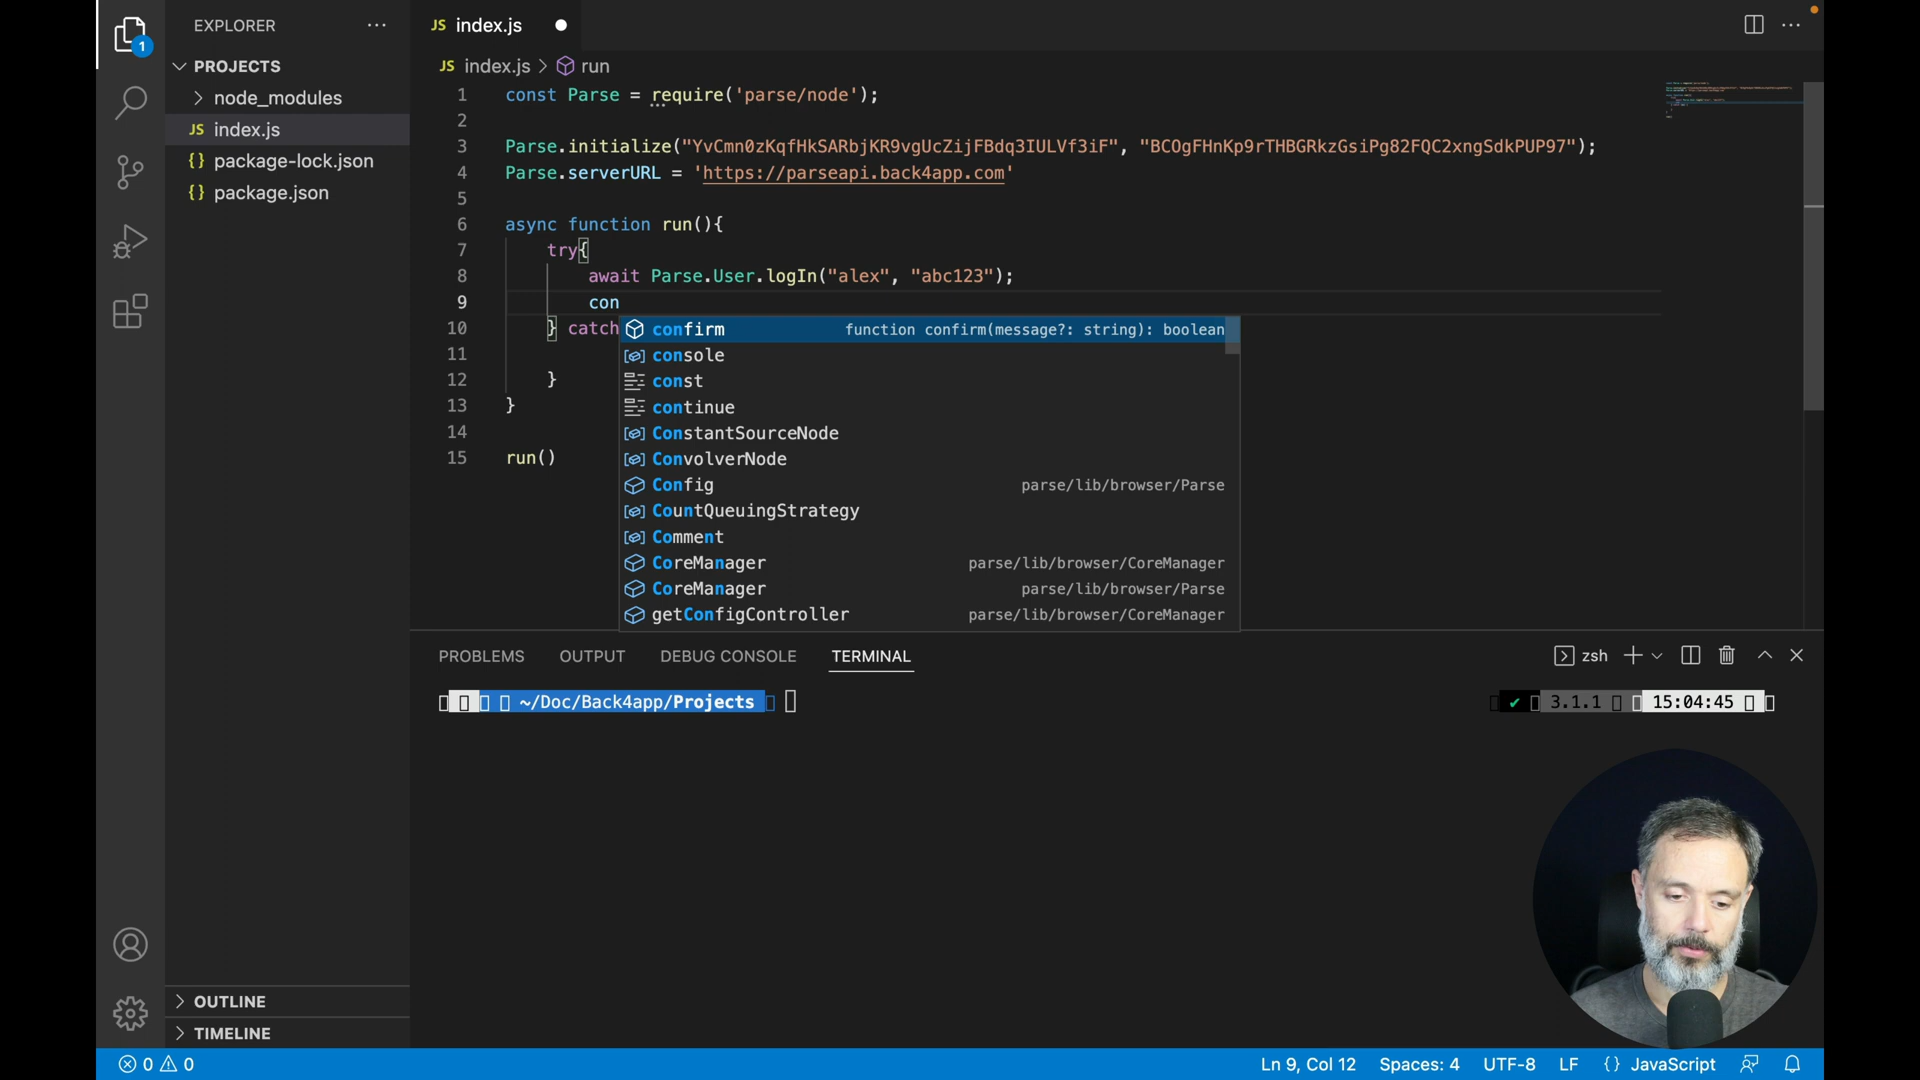 1
EXPLORER
PROJECTS
node_modules
JS index.js
{} package-lock.json
{} package.json
OUTLINE
TIMELINE
JS index.js
JS index.js > run
1 const Parse = require('parse/node');
2
3 Parse.initialize("YvCmn0zKqfHkSARbjKR9vgUcZijFBdq3IULVf3iF", "BCOgFHnKp9rTHBGRkzGsiPg82FQC2xngSdkPUP97");
4 Parse.serverURL = 'https://parseapi.back4app.com'
5
6 async function run(){
7 try{
8 await Parse.User.logIn("alex", "abc123");
9 con
10 } catch
11
12 }
13 }
14
15 run()
confirm function confirm(message?: string): boolean
console
const
continue
ConstantSourceNode
ConvolverNode
Config parse/lib/browser/Parse
CountQueuingStrategy
Comment
CoreManager parse/lib/browser/CoreManager
CoreManager parse/lib/browser/Parse
getConfigController parse/lib/browser/CoreManager
PROBLEMS OUTPUT DEBUG CONSOLE TERMINAL zsh
~/Doc/Back4app/Projects ✔ 3.1.1 15:04:45
0 0 Ln 9, Col 12 Spaces: 4 UTF-8 LF {} JavaScript